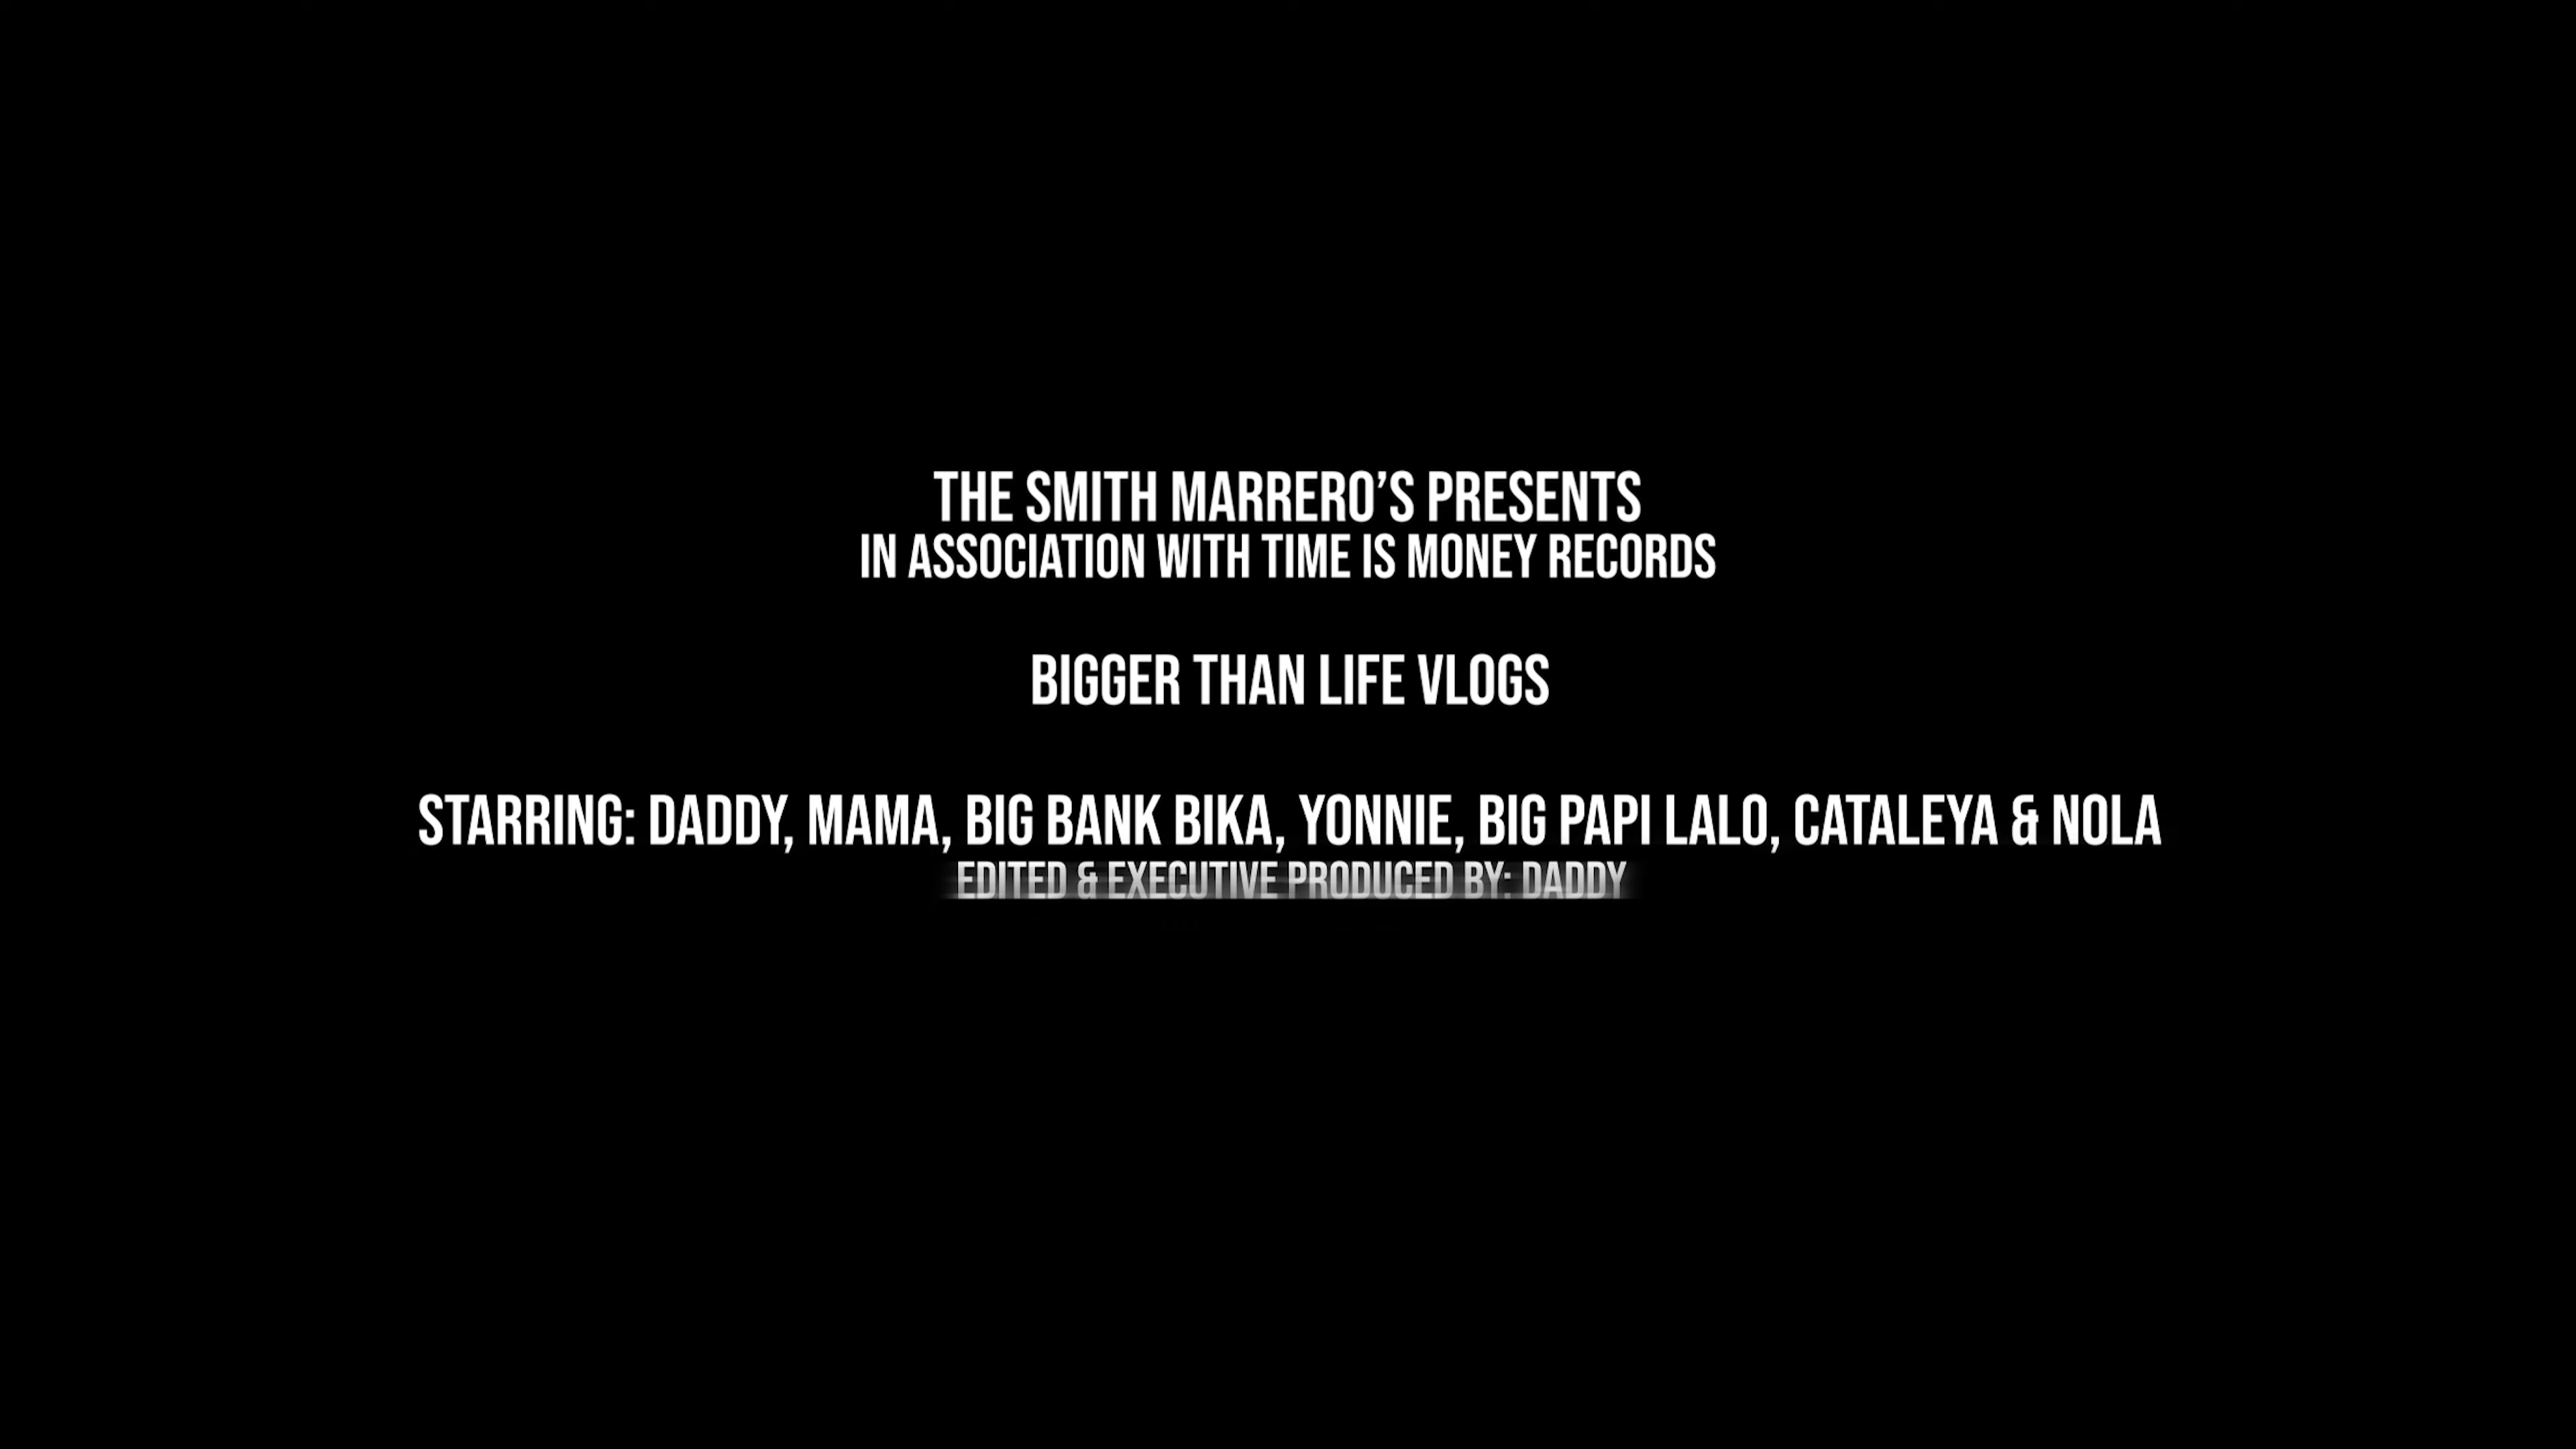 THE SMITH MARRERO’S PRESENTS
IN ASSOCIATION WITH TIME IS MONEY RECORDS
BIGGER THAN LIFE VLOGS
STARRING: DADDY, MAMA, BIG BANK BIKA, YONNIE, BIG PAPI LALO, CATALEYA & NOLA
EDITED & EXECUTIVE PRODUCED BY: DADDY